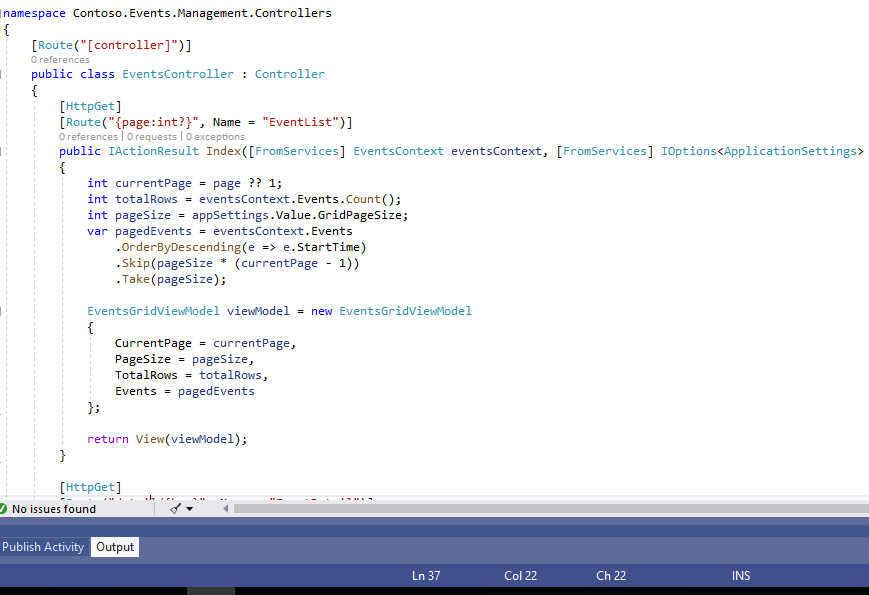 namespace Contoso.Events.Management.Controllers
{
[Route("[controller]")]
0 references
public class EventsController : Controller
{
[HttpGet]
[Route("{page:int?}", Name = "EventList")]
0 references | 0 requests | 0 exceptions
public IActionResult Index([FromServices] EventsContext eventsContext, [FromServices] IOptions<ApplicationSettings>
{
int currentPage = page ?? 1;
int totalRows = eventsContext.Events.Count();
int pageSize = appSettings.Value.GridPageSize;
var pagedEvents = eventsContext.Events
.OrderByDescending(e => e.StartTime)
.Skip(pageSize * (currentPage - 1))
.Take(pageSize);
EventsGridViewModel viewModel = new EventsGridViewModel
{
CurrentPage = currentPage,
PageSize = pageSize,
TotalRows = totalRows,
Events = pagedEvents
};
return View(viewModel);
}
[HttpGet]
No issues found
Publish Activity Output
Ln 37 Col 22 Ch 22 INS